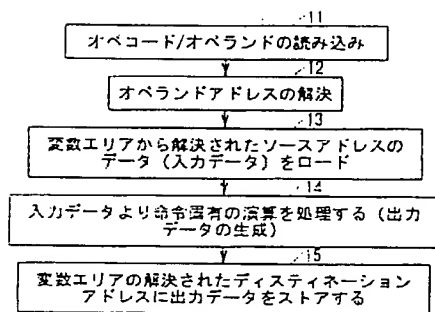 11
オペコード/オペランドの読み込み
12
オペランドアドレスの解決
13
変数エリアから解決されたソースアドレスの
データ（入力データ）をロード
14
入力データより命令固有の演算を処理する（出力
データの生成）
15
変数エリアの解決されたディスティネーション
アドレスに出力データをストアする